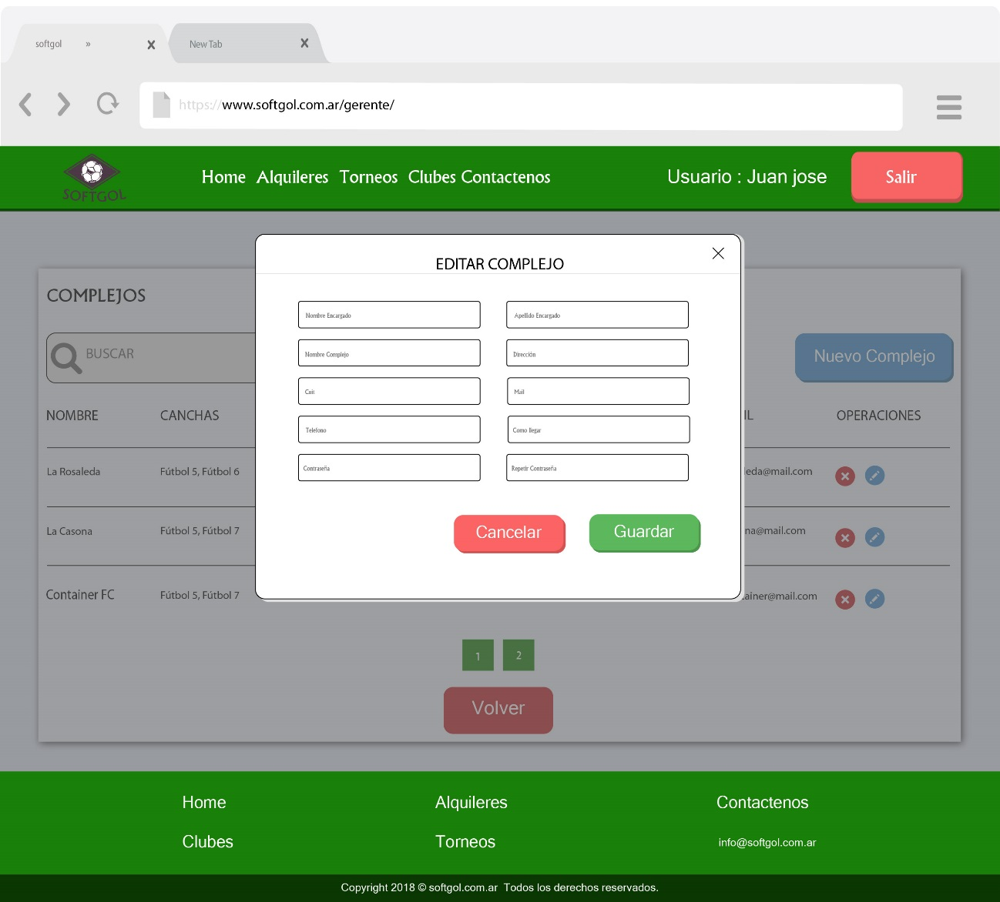 softgol »
New Tab
https://www.softgol.com.ar/gerente/
SOFTGOL
Home Alquileres Torneos Clubes Contactenos
Usuario : Juan jose
Salir
EDITAR COMPLEJO
Nombre Encargado
Apellido Encargado
Nombre Complejo
Dirección
Cuit
Mail
Telefono
Como llegar
Contraseña
Repetir Contraseña
Cancelar
Guardar
COMPLEJOS
BUSCAR
Nuevo Complejo
NOMBRE CANCHAS IL OPERACIONES
La Rosaleda Fútbol 5, Fútbol 6 leda@mail.com
La Casona Fútbol 5, Fútbol 7 na@mail.com
Container FC Fútbol 5, Fútbol 7 ainer@mail.com
1 2
Volver
Home Alquileres Contactenos
Clubes Torneos info@softgol.com.ar
Copyright 2018 © softgol.com.ar Todos los derechos reservados.